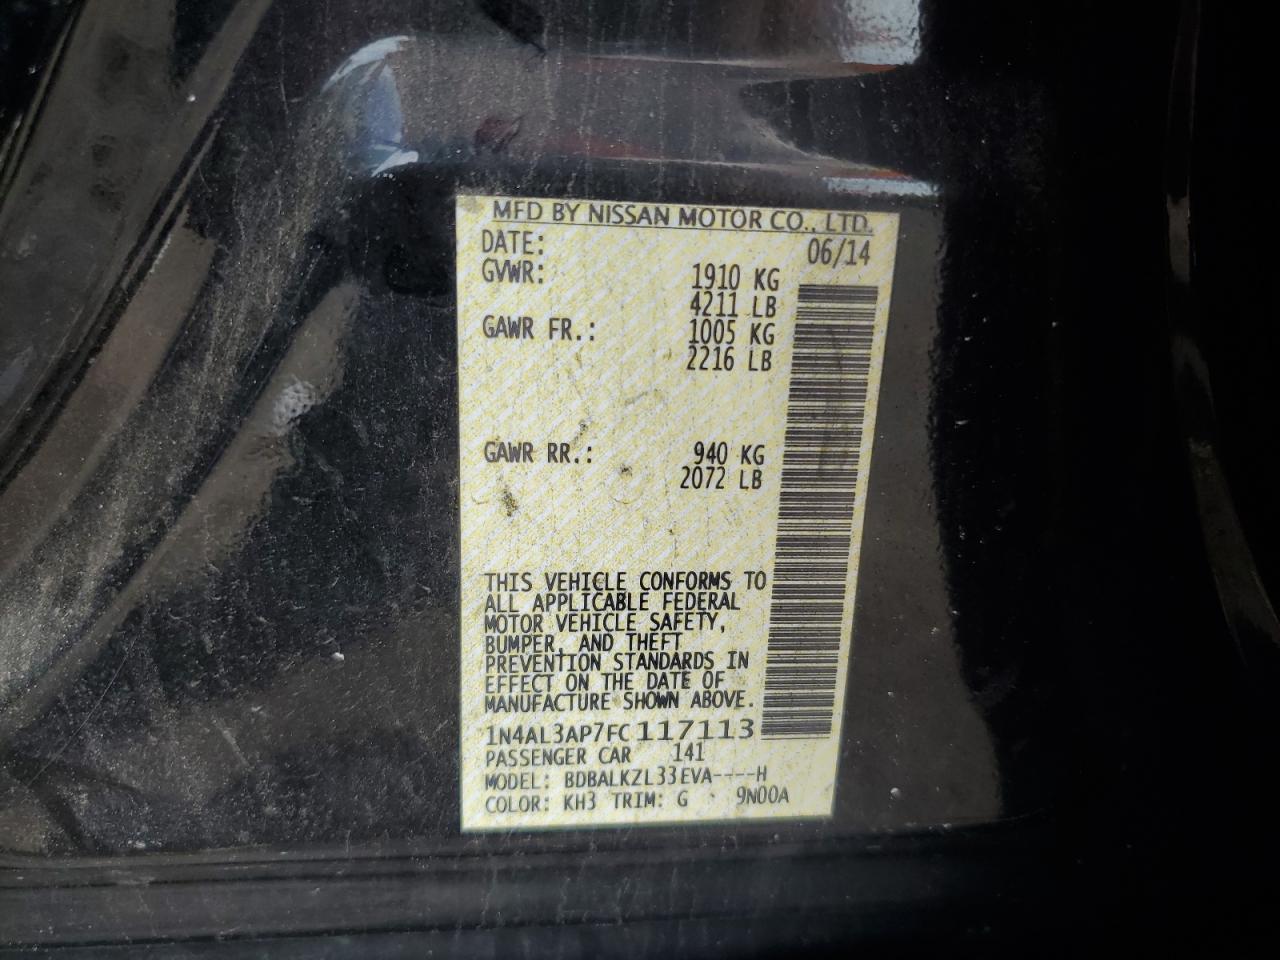 MFD BY NISSAN MOTOR CO., LTD.
DATE: 06/14
GVWR: 1910 KG
4211 LB
GAWR FR.: 1005 KG
2216 LB
GAWR RR.: 940 KG
2072 LB
THIS VEHICLE CONFORMS TO
ALL APPLICABLE FEDERAL
MOTOR VEHICLE SAFETY,
BUMPER, AND THEFT
PREVENTION STANDARDS IN
EFFECT ON THE DATE OF
MANUFACTURE SHOWN ABOVE.
1N4AL3AP7FC117113
PASSENGER CAR 141
MODEL: BDBALKZL33EVA----H
COLOR: KH3 TRIM: G 9N00A